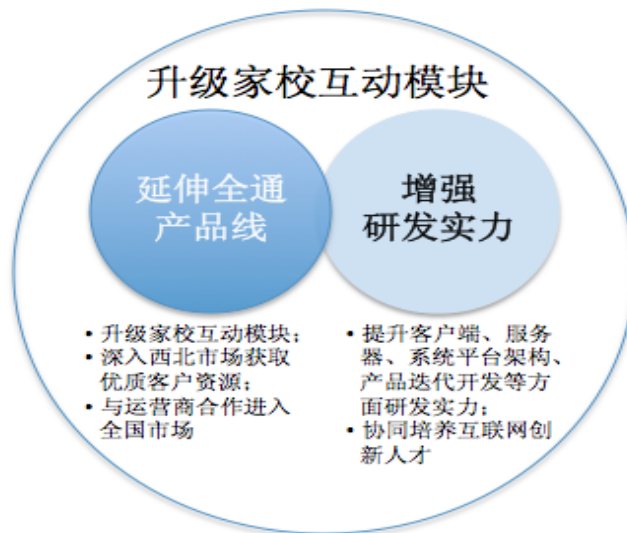 升级家校互动模块
延伸全通
产品线
增强
研发实力
• 升级家校互动模块；
• 深入西北市场获取
优质客户资源；
• 与运营商合作进入
全国市场
• 提升客户端、服务
器、系统平台架构、
产品迭代开发等方
面研发实力；
• 协同培养互联网创
新人才